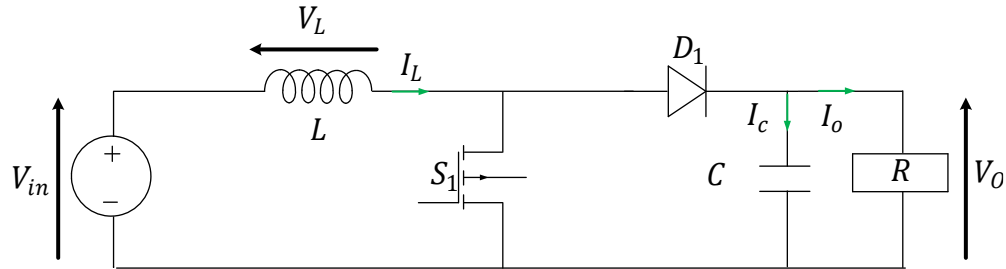 V_L
D_1
I_L
L
I_c
I_o
V_in
+
−
S_1
C
R
V_O